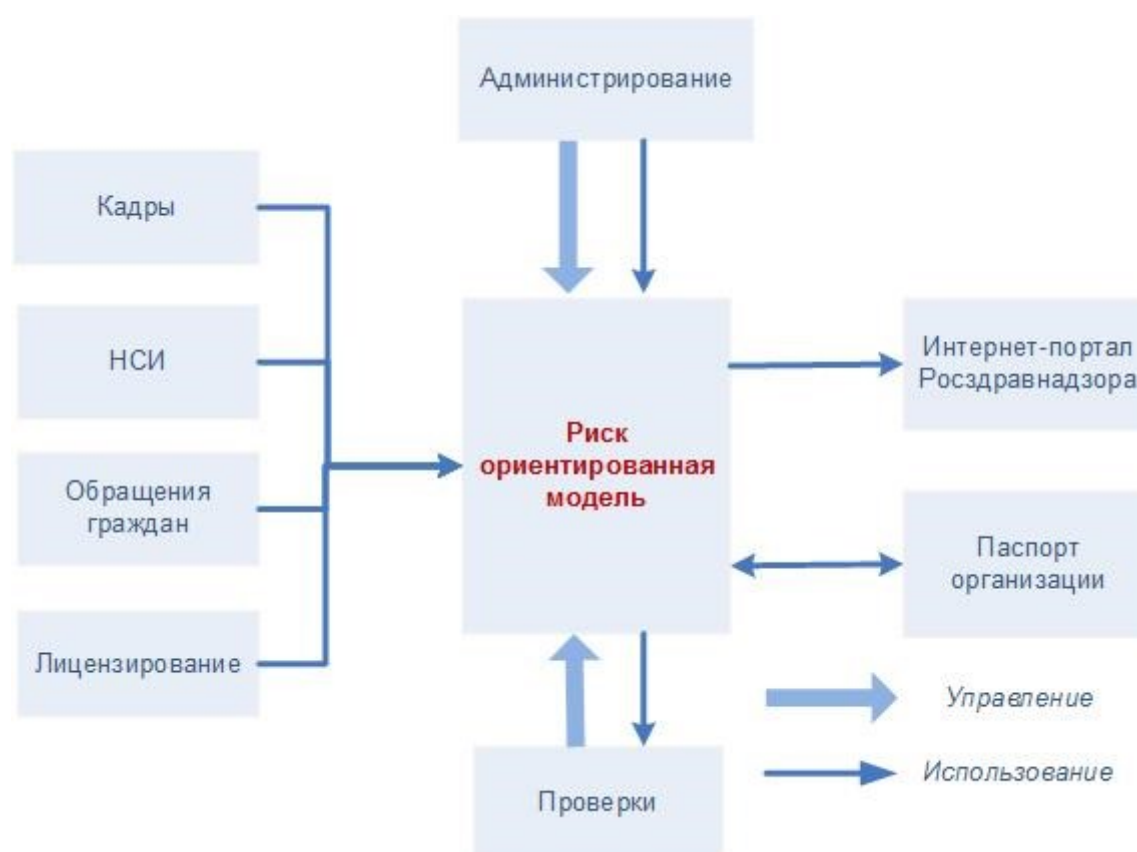 Администрирование
Кадры
НСИ
Обращения
граждан
Лицензирование
Риск
ориентированная
модель
Интернет-портал
Росздравнадзора
Паспорт
организации
Управление
Использование
Проверки